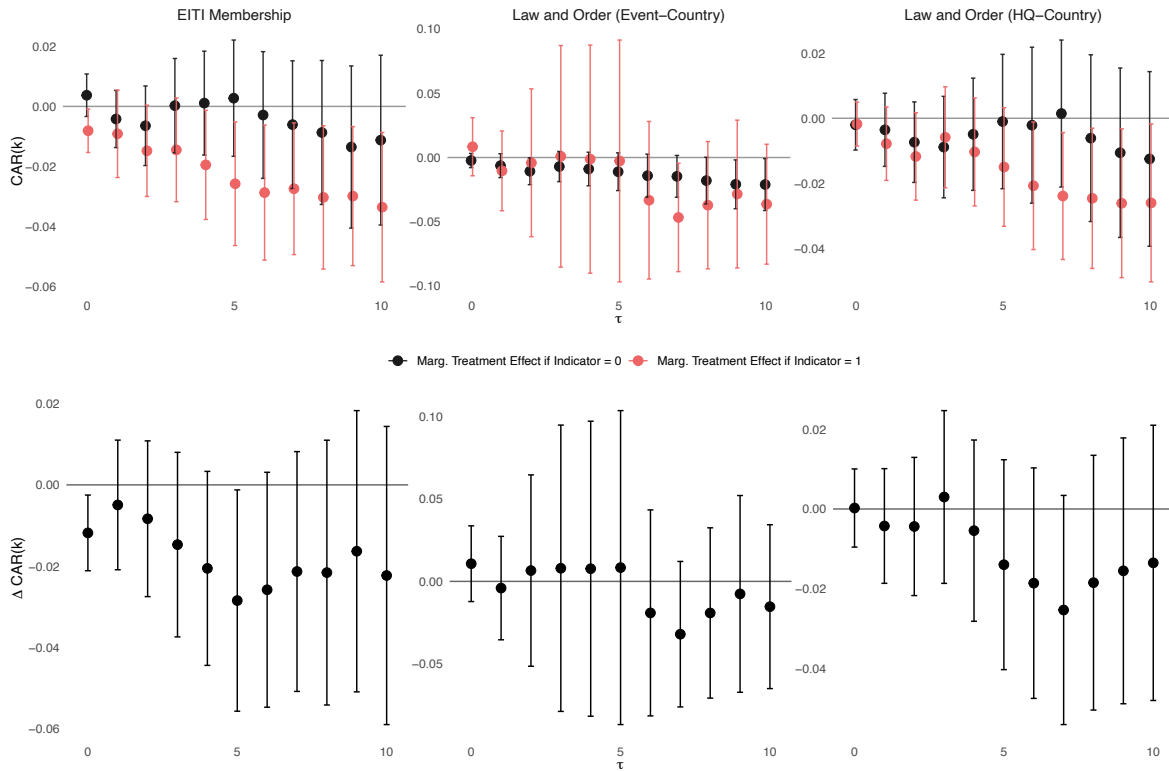 EITI Membership
Law and Order (Event−Country)
Law and Order (HQ−Country)
CAR(k)
0.02
0.00
−0.02
−0.04
−0.06
0.10
0.05
0.00
−0.05
−0.10
0.02
0.00
−0.02
−0.04
0 5 10
0 5 10
0 5 10
τ
Marg. Treatment Effect if Indicator = 0
Marg. Treatment Effect if Indicator = 1
Δ CAR(k)
0.02
0.00
−0.02
−0.04
−0.06
0.10
0.05
0.00
−0.05
0.02
0.00
−0.02
−0.04
0 5 10
0 5 10
0 5 10
τ